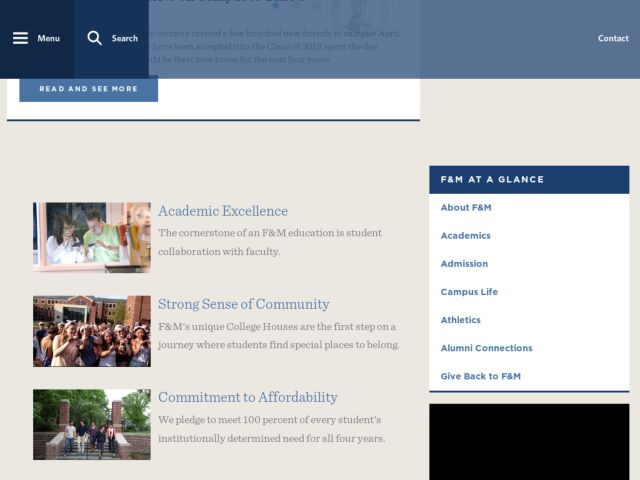 Menu
Search
Contact
ge campus invited a few hundred new friends to campus April
have been accepted into the Class of 2019 spent the day
uld be their new home for the next four years.
READ AND SEE MORE
Academic Excellence
The cornerstone of an F&M education is student
collaboration with faculty.
Strong Sense of Community
F&M's unique College Houses are the first step on a
journey where students find special places to belong.
Commitment to Affordability
We pledge to meet 100 percent of every student's
institutionally determined need for all four years.
F&M AT A GLANCE
About F&M
Academics
Admission
Campus Life
Athletics
Alumni Connections
Give Back to F&M